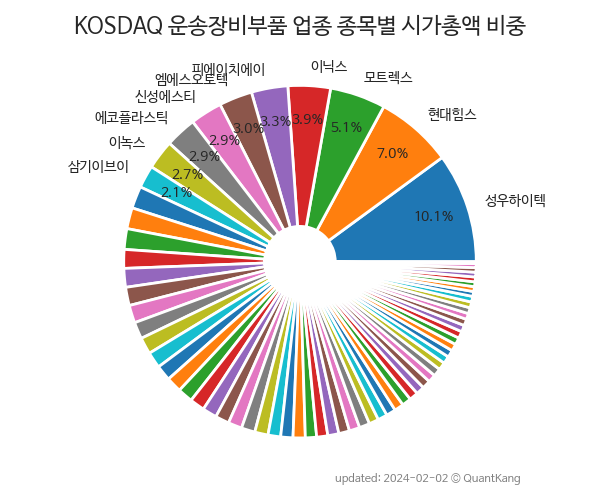 KOSDAQ 운송장비부품 업종 종목별 시가총액 비중
성우하이텍
10.1%
현대힘스
7.0%
모트렉스
5.1%
이닉스
3.9%
피에이치에이
3.3%
엠에스오토텍
3.0%
신성에스티
2.9%
에코플라스틱
2.9%
이녹스
2.7%
삼기이브이
2.1%
updated: 2024-02-02 © QuantKang